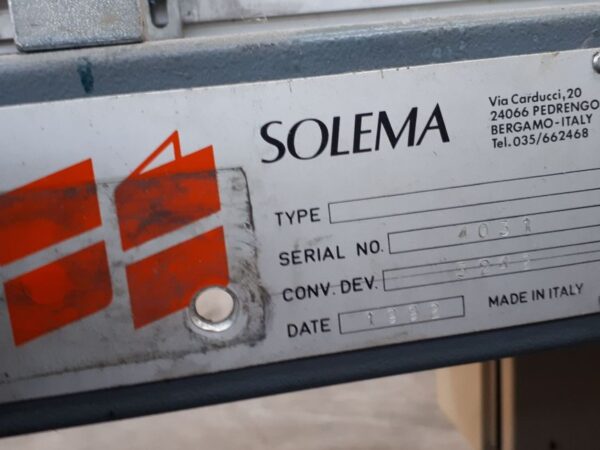 SOLEMA
Via Carducci, 20
24066 PEDRENGO
BERGAMO-ITALY
Tel. 035/662468
TYPE
SERIAL NO. 4031
CONV. DEV.
DATE
MADE IN ITALY